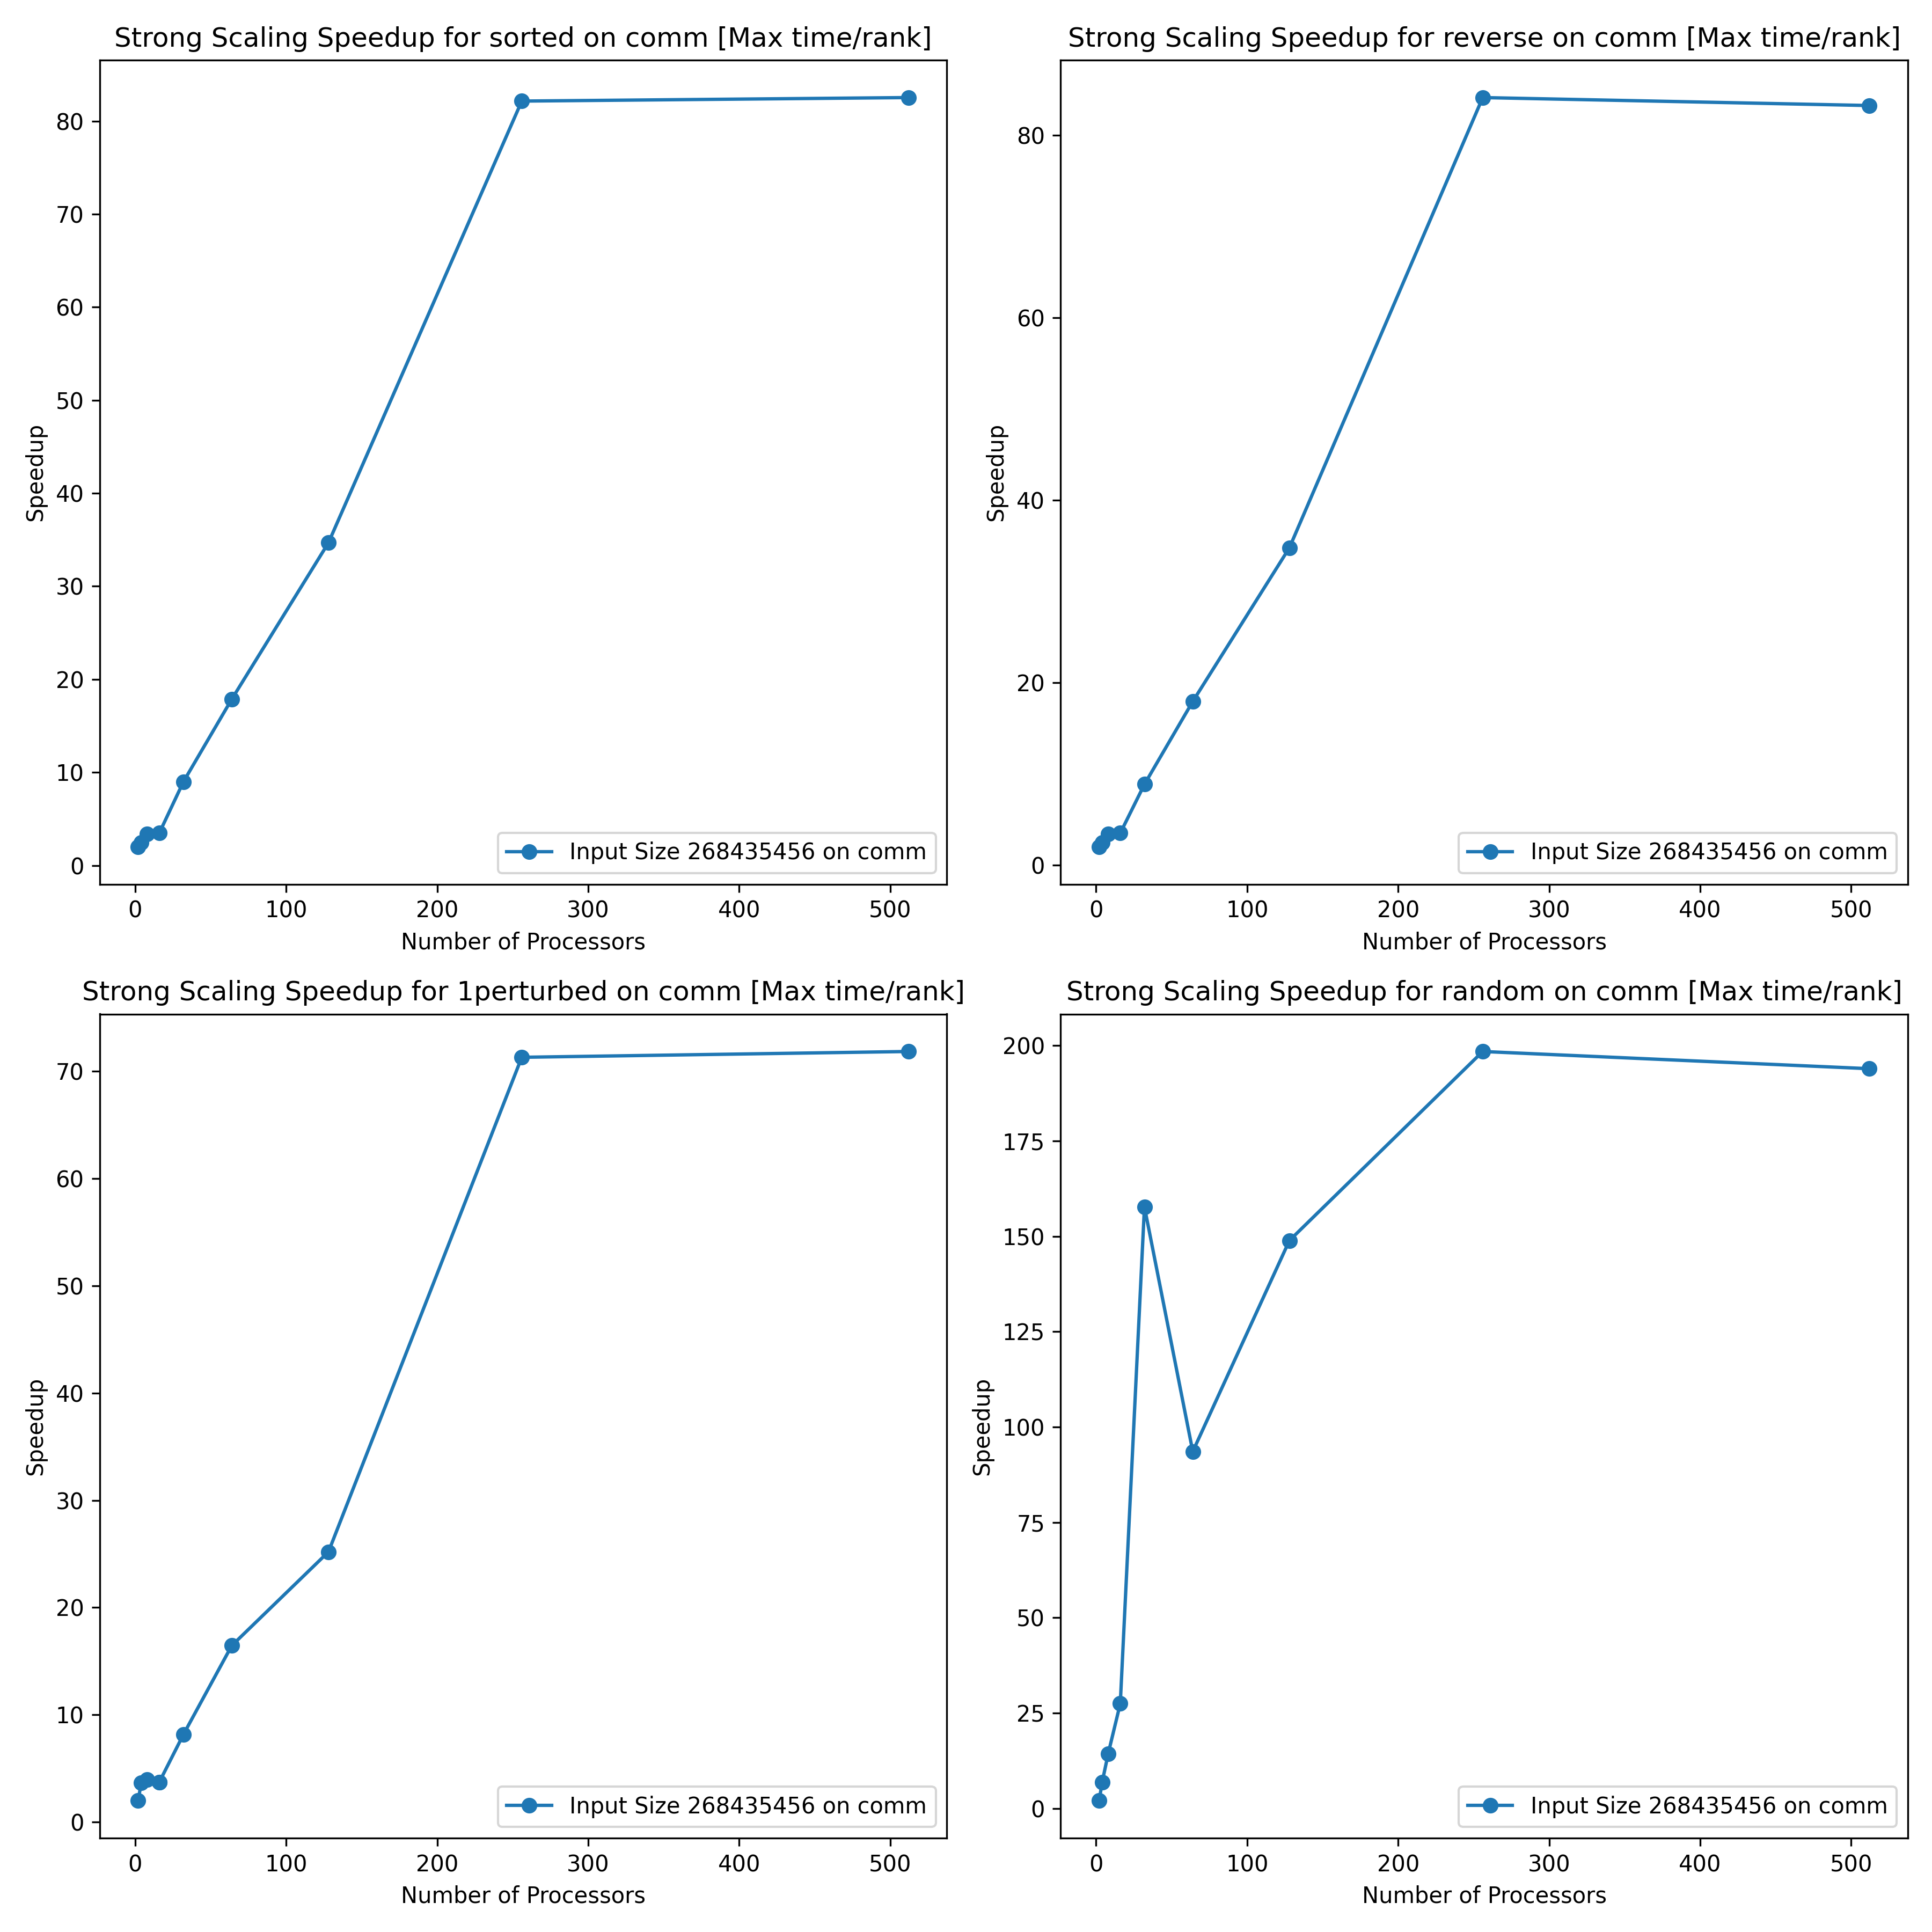 Strong Scaling Speedup for sorted on comm [Max time/rank]
80
70
60
50
40
30
20
10
0
Speedup
Input Size 268435456 on comm
0 100 200 300 400 500
Number of Processors
Strong Scaling Speedup for reverse on comm [Max time/rank]
80
60
40
20
0
Speedup
Input Size 268435456 on comm
0 100 200 300 400 500
Number of Processors
Strong Scaling Speedup for 1perturbed on comm [Max time/rank]
70
60
50
40
30
20
10
0
Speedup
Input Size 268435456 on comm
0 100 200 300 400 500
Number of Processors
Strong Scaling Speedup for random on comm [Max time/rank]
200
175
150
125
100
75
50
25
0
Speedup
Input Size 268435456 on comm
0 100 200 300 400 500
Number of Processors